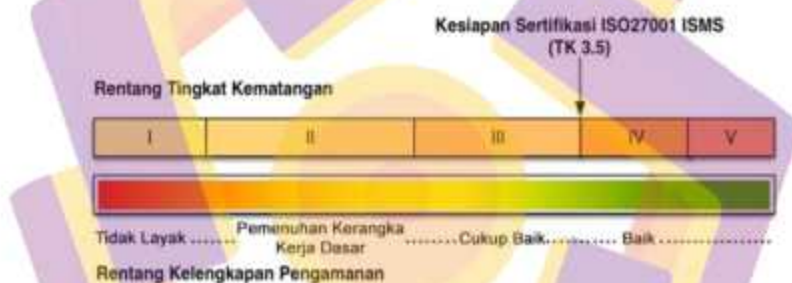 Kesiapan Sertifikasi ISO27001 ISMS
(TK 3.5)
Rentang Tingkat Kematangan
I II III IV V
Tidak Layak ....... Pemenuhan Kerangka Kerja Dasar ........Cukup Baik........... Baik .................
Rentang Kelengkapan Pengamanan